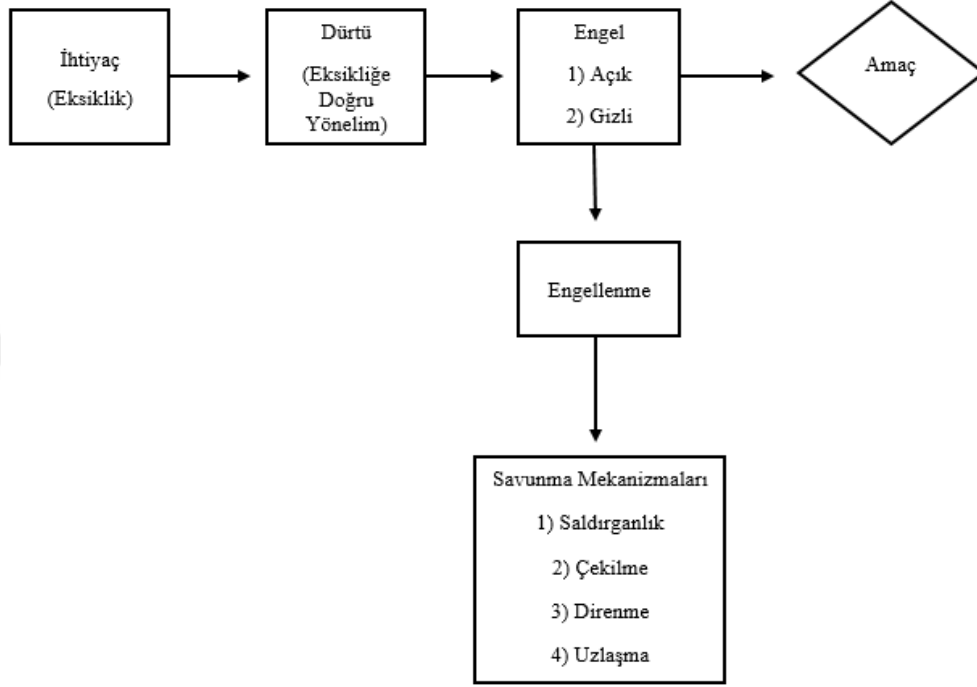 İhtiyaç
(Eksiklik)
Dürtü
(Eksikliğe
Doğru
Yönelim)
Engel
1) Açık
2) Gizli
Amaç
Engellenme
Savunma Mekanizmaları
1) Saldırganlık
2) Çekilme
3) Direnme
4) Uzlaşma